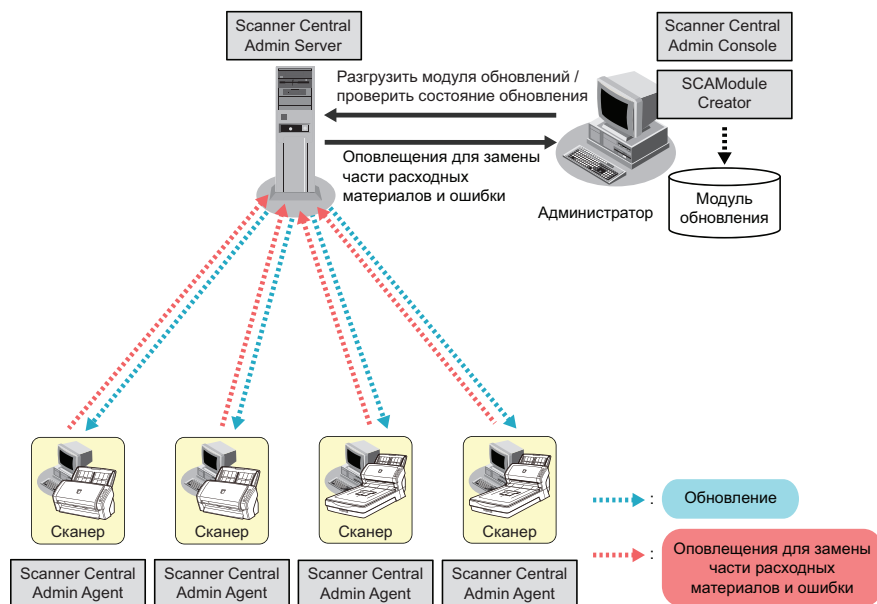 Scanner Central
Admin Server
Scanner Central
Admin Console
SCAModule
Creator
Разгрузить модуля обновлений /
проверить состояние обновления
Оповлещения для замены
части расходных
материалов и ошибки
Администратор
Модуль
обновления
Сканер
Сканер
Сканер
Сканер
Scanner Central
Admin Agent
Scanner Central
Admin Agent
Scanner Central
Admin Agent
Scanner Central
Admin Agent
: Обновление
: Оповлещения для замены
части расходных
материалов и ошибки